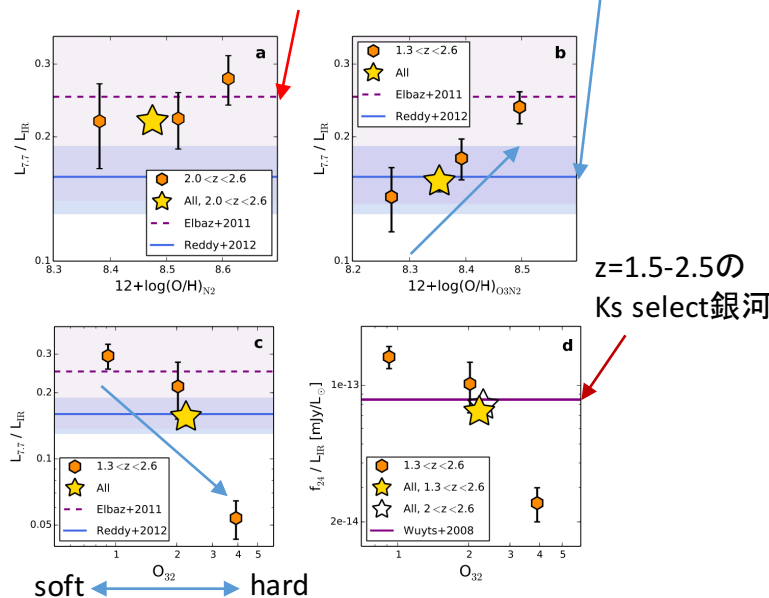 a
0.3
0.2
0.1
L7.7 / LIR
2.0<z<2.6
All, 2.0<z<2.6
Elbaz+2011
Reddy+2012
8.3 8.4 8.5 8.6
12+log(O/H)N2
b
0.3
0.2
0.1
L7.7 / LIR
1.3<z<2.6
All
Elbaz+2011
Reddy+2012
8.2 8.3 8.4 8.5
12+log(O/H)O3N2
z=1.5-2.5の
Ks select銀河
c
0.3
0.2
0.1
0.05
L7.7 / LIR
1.3<z<2.6
All
Elbaz+2011
Reddy+2012
1 2 3 4 5
O32
soft hard
d
1e-13
2e-14
f24 / LIR [mJy/L⊙]
1.3<z<2.6
All, 1.3<z<2.6
All, 2<z<2.6
Wuyts+2008
1 2 3 4 5
O32